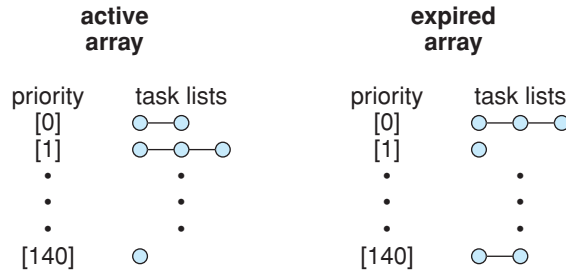 active
array
priority
task lists
[0]
[1]
[140]
expired
array
priority
task lists
[0]
[1]
[140]